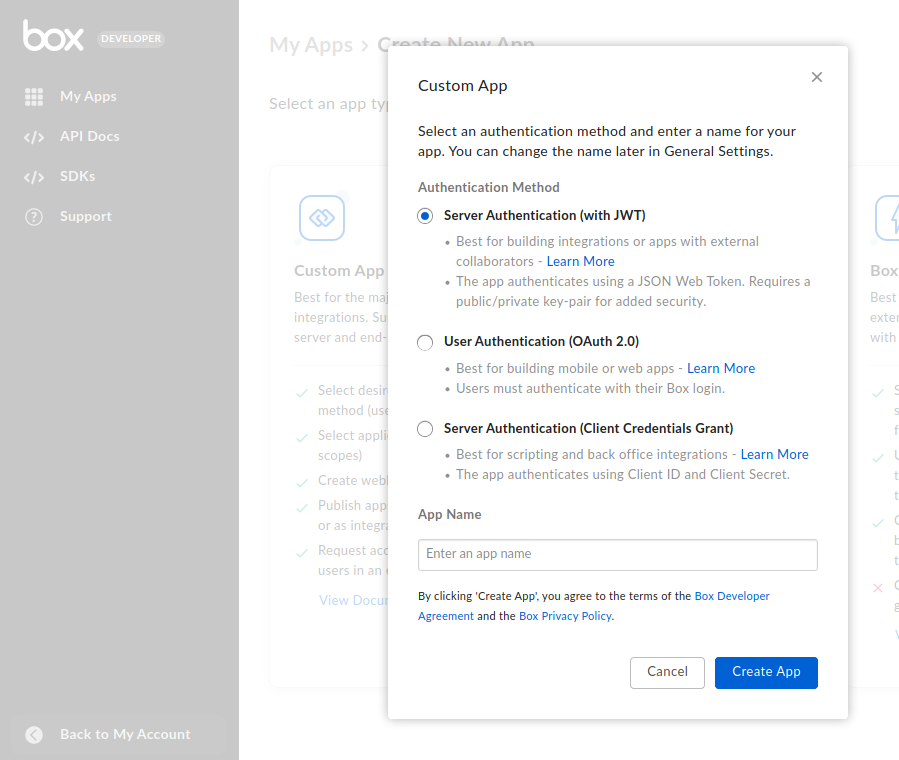 box DEVELOPER
My Apps
API Docs
SDKs
Support
Back to My Account
My Apps › Create New App
Select an app typ
Custom App
Best for the maj
integrations. Su
server and end-
Select desir
method (use
Select appli
scopes)
Create webl
Publish app
or as integra
Request acc
users in an e
View Docu
Custom App
Select an authentication method and enter a name for your
app. You can change the name later in General Settings.
Authentication Method
Server Authentication (with JWT)
• Best for building integrations or apps with external
collaborators - Learn More
• The app authenticates using a JSON Web Token. Requires a
public/private key-pair for added security.
User Authentication (OAuth 2.0)
• Best for building mobile or web apps - Learn More
• Users must authenticate with their Box login.
Server Authentication (Client Credentials Grant)
• Best for scripting and back office integrations - Learn More
• The app authenticates using Client ID and Client Secret.
App Name
Enter an app name
By clicking 'Create App', you agree to the terms of the Box Developer
Agreement and the Box Privacy Policy.
Cancel
Create App
Box
Best
exter
with